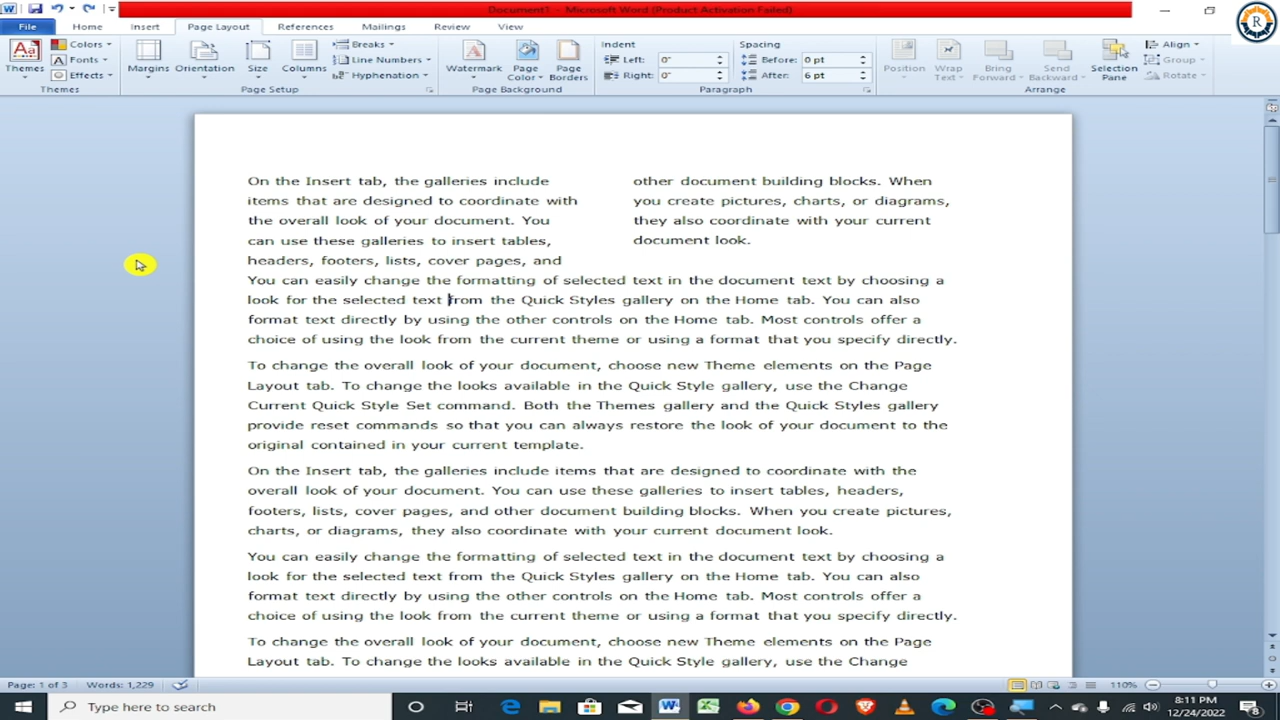 Document1 - Microsoft Word (Product Activation Failed)
File Home Insert Page Layout References Mailings Review View
Themes
Colors
Fonts
Effects
Margins
Orientation
Size
Columns
Breaks
Line Numbers
Hyphenation
Watermark
Page Color
Page Borders
Indent
Left: 0"
Right: 0"
Spacing
Before: 0 pt
After: 6 pt
Position
Wrap Text
Bring Forward
Send Backward
Selection Pane
Align
Group
Rotate
Themes
Page Setup
Page Background
Paragraph
Arrange
R
On the Insert tab, the galleries include
items that are designed to coordinate with
the overall look of your document. You
can use these galleries to insert tables,
headers, footers, lists, cover pages, and
other document building blocks. When
you create pictures, charts, or diagrams,
they also coordinate with your current
document look.
You can easily change the formatting of selected text in the document text by choosing a
look for the selected text from the Quick Styles gallery on the Home tab. You can also
format text directly by using the other controls on the Home tab. Most controls offer a
choice of using the look from the current theme or using a format that you specify directly.
To change the overall look of your document, choose new Theme elements on the Page
Layout tab. To change the looks available in the Quick Style gallery, use the Change
Current Quick Style Set command. Both the Themes gallery and the Quick Styles gallery
provide reset commands so that you can always restore the look of your document to the
original contained in your current template.
On the Insert tab, the galleries include items that are designed to coordinate with the
overall look of your document. You can use these galleries to insert tables, headers,
footers, lists, cover pages, and other document building blocks. When you create pictures,
charts, or diagrams, they also coordinate with your current document look.
You can easily change the formatting of selected text in the document text by choosing a
look for the selected text from the Quick Styles gallery on the Home tab. You can also
format text directly by using the other controls on the Home tab. Most controls offer a
choice of using the look from the current theme or using a format that you specify directly.
To change the overall look of your document, choose new Theme elements on the Page
Layout tab. To change the looks available in the Quick Style gallery, use the Change
Page: 1 of 3 Words: 1,229 110%
Type here to search
8:11 PM
12/24/2022
8